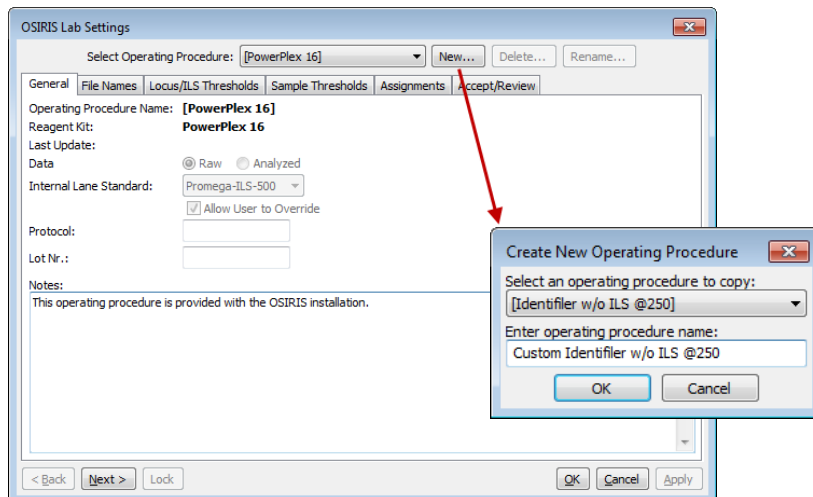 OSIRIS Lab Settings
Select Operating Procedure: [PowerPlex 16] New... Delete... Rename...
General File Names Locus/ILS Thresholds Sample Thresholds Assignments Accept/Review
Operating Procedure Name: [PowerPlex 16]
Reagent Kit: PowerPlex 16
Last Update:
Data Raw Analyzed
Internal Lane Standard: Promega-ILS-500
Allow User to Override
Protocol:
Lot Nr.:
Notes:
This operating procedure is provided with the OSIRIS installation.
Create New Operating Procedure
Select an operating procedure to copy:
[Identifiler w/o ILS @250]
Enter operating procedure name:
Custom Identifiler w/o ILS @250
OK Cancel
< Back Next > Lock OK Cancel Apply